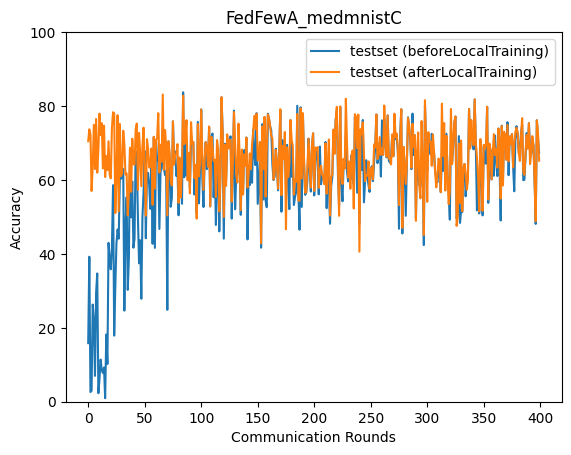 FedFewA_medmnistC
testset (beforeLocalTraining)
testset (afterLocalTraining)
100
80
60
40
20
0
Accuracy
0 50 100 150 200 250 300 350 400
Communication Rounds